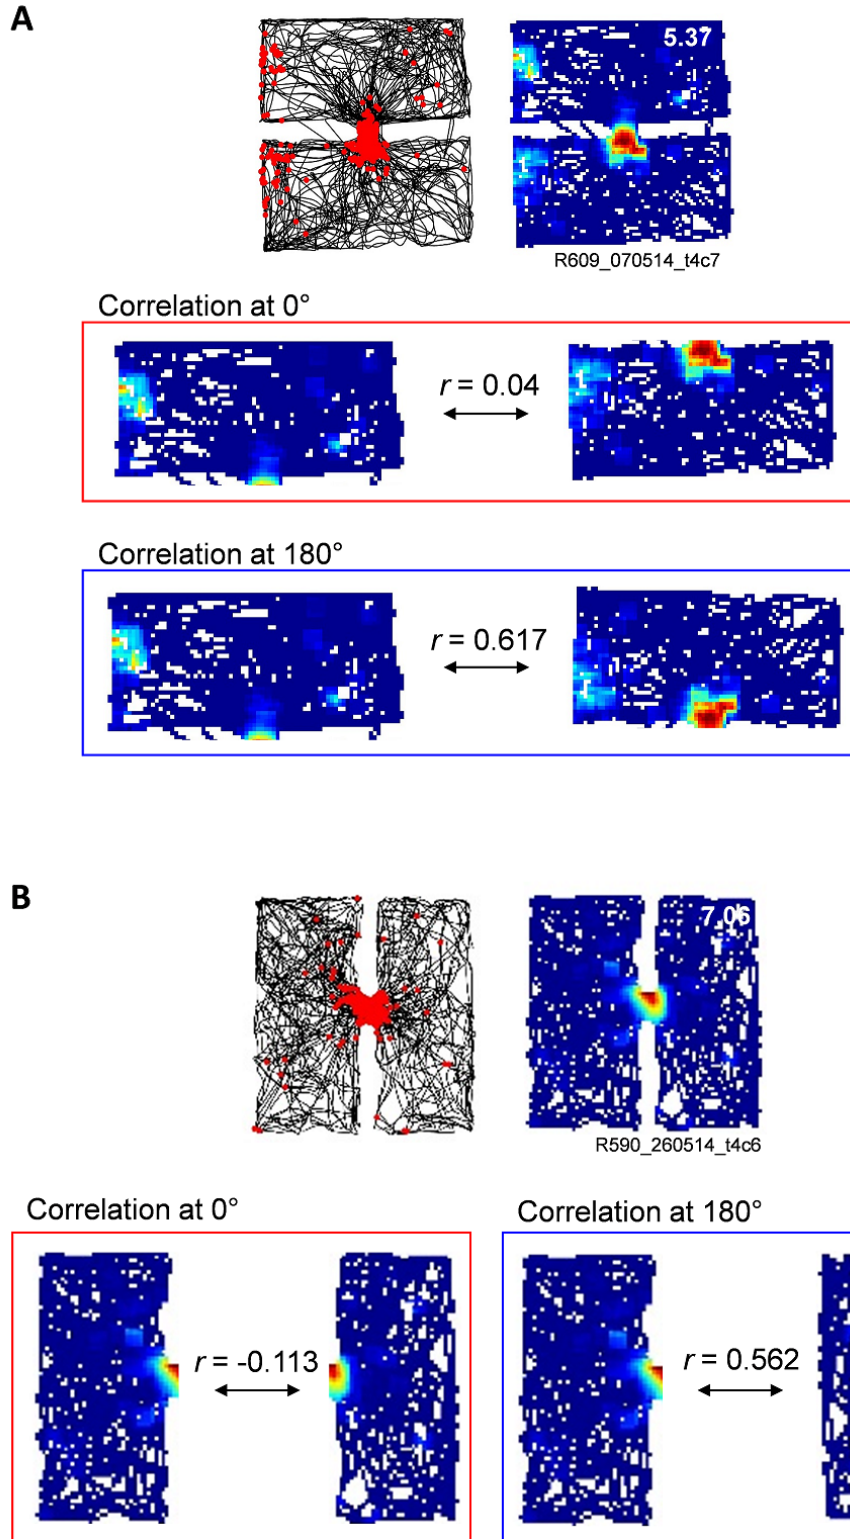 A
5.37
R609_070514_t4c7
Correlation at 0°
r = 0.04
Correlation at 180°
r = 0.617
B
7.06
R590_260514_t4c6
Correlation at 0°
Correlation at 180°
r = -0.113
r = 0.562